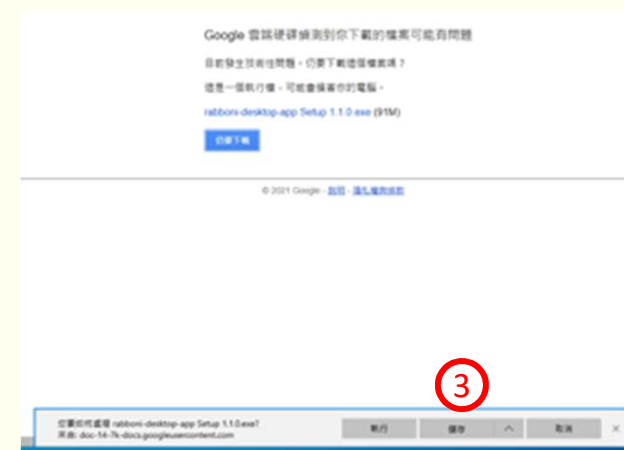 Google 雲端硬碟偵測到你下載的檔案可能有問題
目前發生技術性問題,仍要下載這個檔案嗎?
這是一個執行檔,可能會損害你的電腦。
rabboni-desktop-app Setup 1.1.0.exe (91M)
仍要下載
© 2021 Google - 說明 - 隱私權與條款
3
您要如何處理 rabboni-desktop-app Setup 1.1.0.exe?
來自: doc-14-7k-docs.googleusercontent.com
執行 儲存 取消